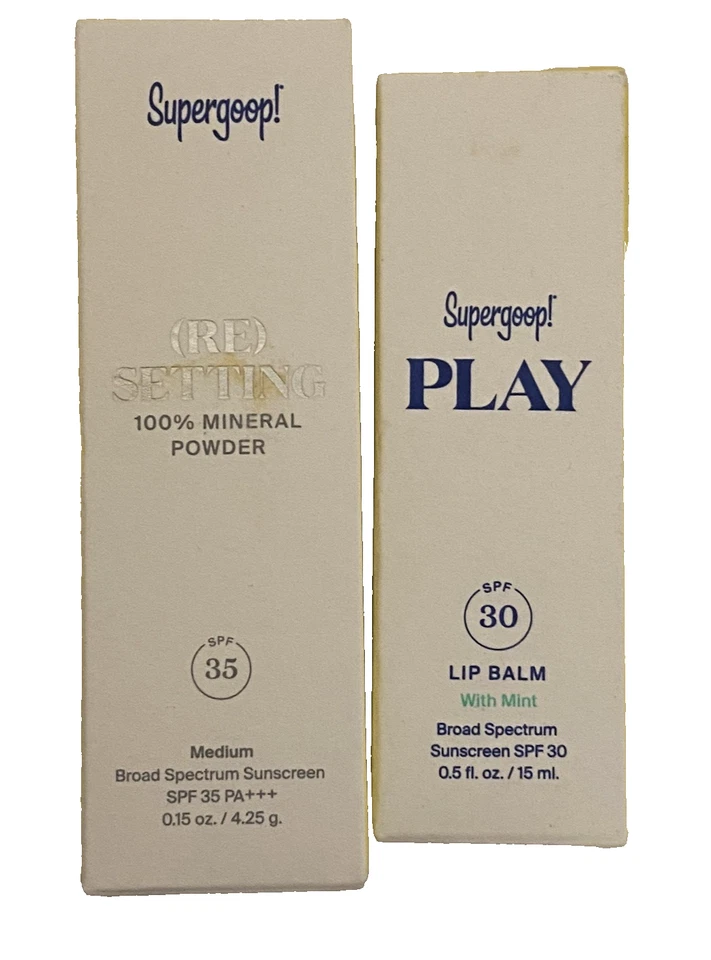 Supergoop!
(RE)
SETTING
100% MINERAL
POWDER
SPF
35
Medium
Broad Spectrum Sunscreen
SPF 35 PA+++
0.15 oz. / 4.25 g.
Supergoop!
PLAY
SPF
30
LIP BALM
With Mint
Broad Spectrum
Sunscreen SPF 30
0.5 fl. oz. / 15 ml.